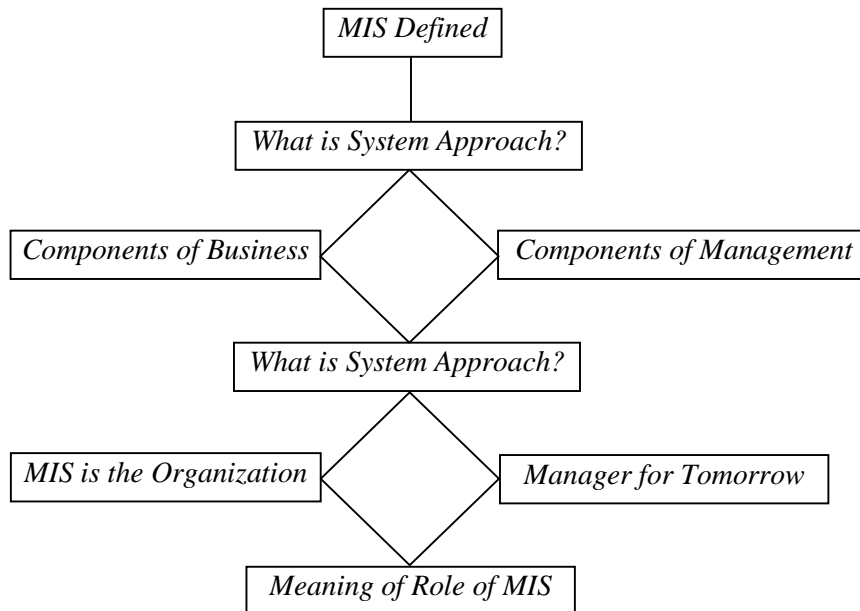 MIS Defined
What is System Approach?
Components of Business
Components of Management
What is System Approach?
MIS is the Organization
Manager for Tomorrow
Meaning of Role of MIS